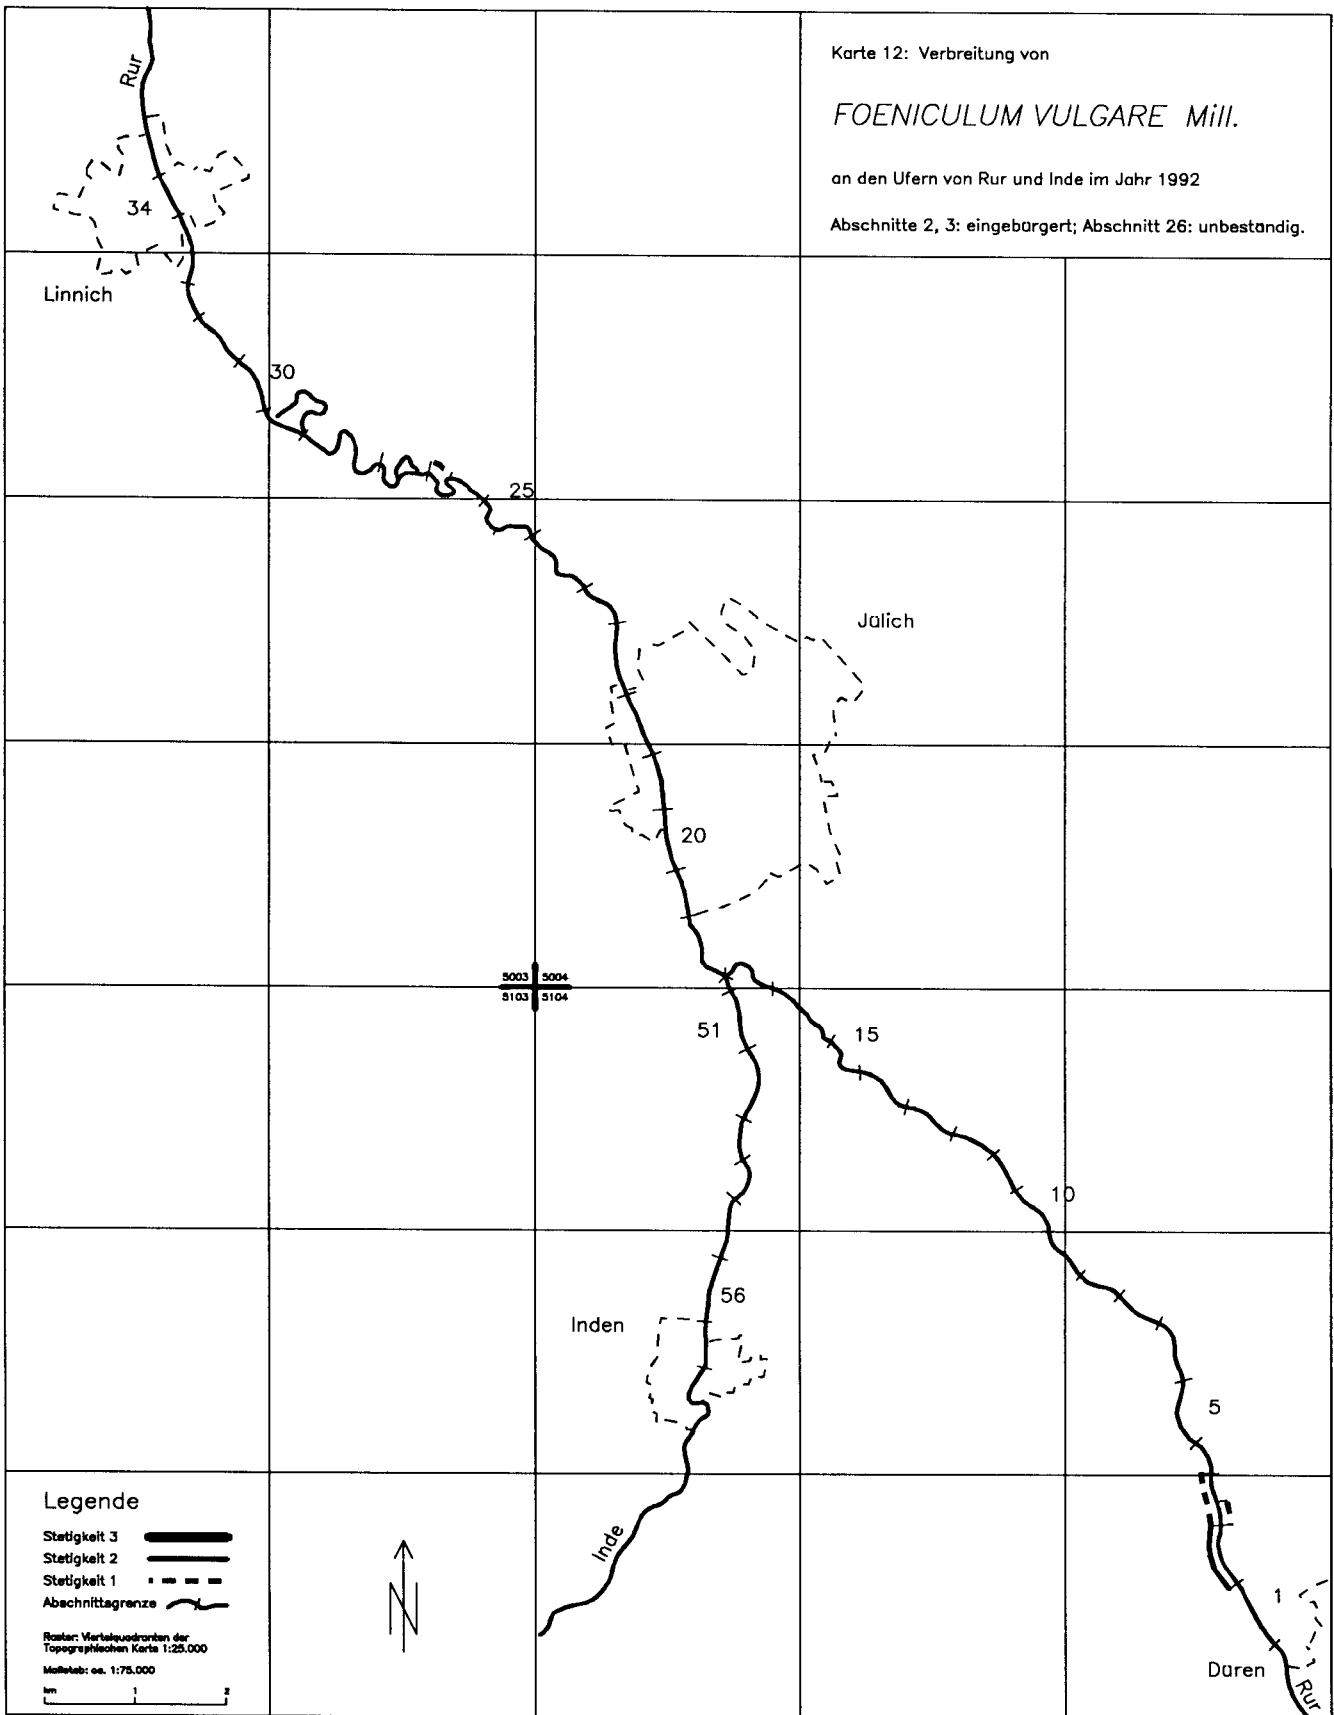 Karte 12: Verbreitung von
FOENICULUM VULGARE Mill.
an den Ufern von Rur und Inde im Jahr 1992
Abschnitte 2, 3: eingebürgert; Abschnitt 26: unbeständig.
Rur
34
Linnich
30
25
Jülich
20
5003 5004
5103 5104
51
15
10
56
Inden
5
Inde
1
Düren
Rur
Legende
Stetigkeit 3
Stetigkeit 2
Stetigkeit 1
Abschnittsgrenze
Raster: Viertelquadranten der
Topographischen Karte 1:25.000
Maßstab: ca. 1:75.000
km 1 2
N